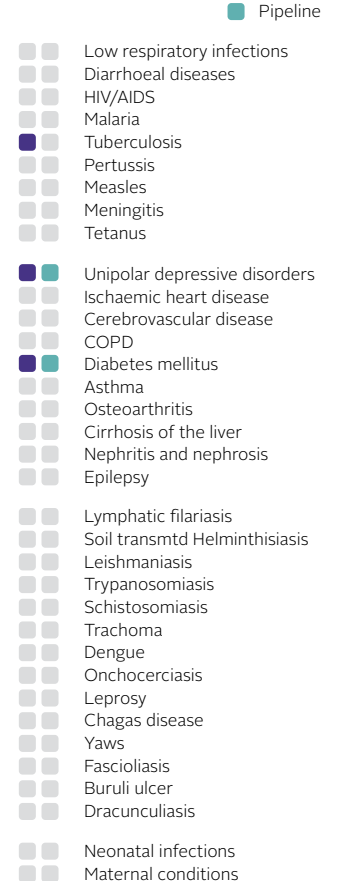 Pipeline
Low respiratory infections
Diarrhoeal diseases
HIV/AIDS
Malaria
Tuberculosis
Pertussis
Measles
Meningitis
Tetanus
Unipolar depressive disorders
Ischaemic heart disease
Cerebrovascular disease
COPD
Diabetes mellitus
Asthma
Osteoarthritis
Cirrhosis of the liver
Nephritis and nephrosis
Epilepsy
Lymphatic filariasis
Soil transmtd Helminthisiasis
Leishmaniasis
Trypanosomiasis
Schistosomiasis
Trachoma
Dengue
Onchocerciasis
Leprosy
Chagas disease
Yaws
Fascioliasis
Buruli ulcer
Dracunculiasis
Neonatal infections
Maternal conditions